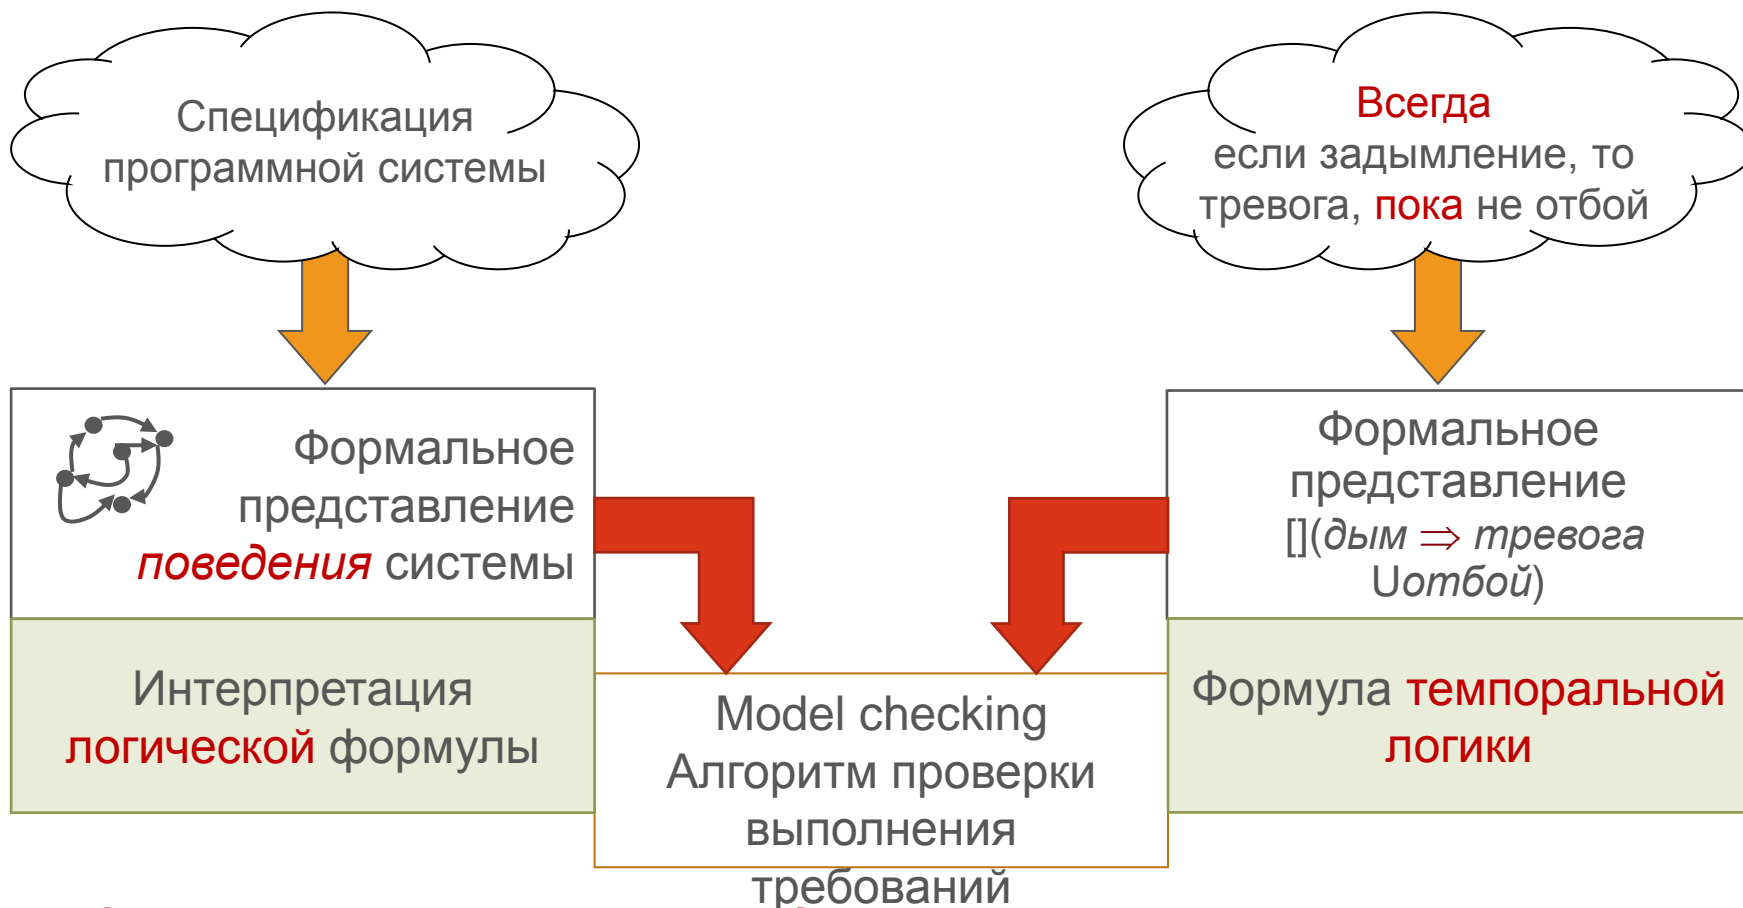 Спецификация
программной системы
Всегда
если задымление, то
тревога, пока не отбой
Формальное
представление
поведения системы
Формальное
представление
[](дым ⇒ тревога
Uотбой)
Интерпретация
логической формулы
Model checking
Алгоритм проверки
выполнения
требований
Формула темпоральной
логики